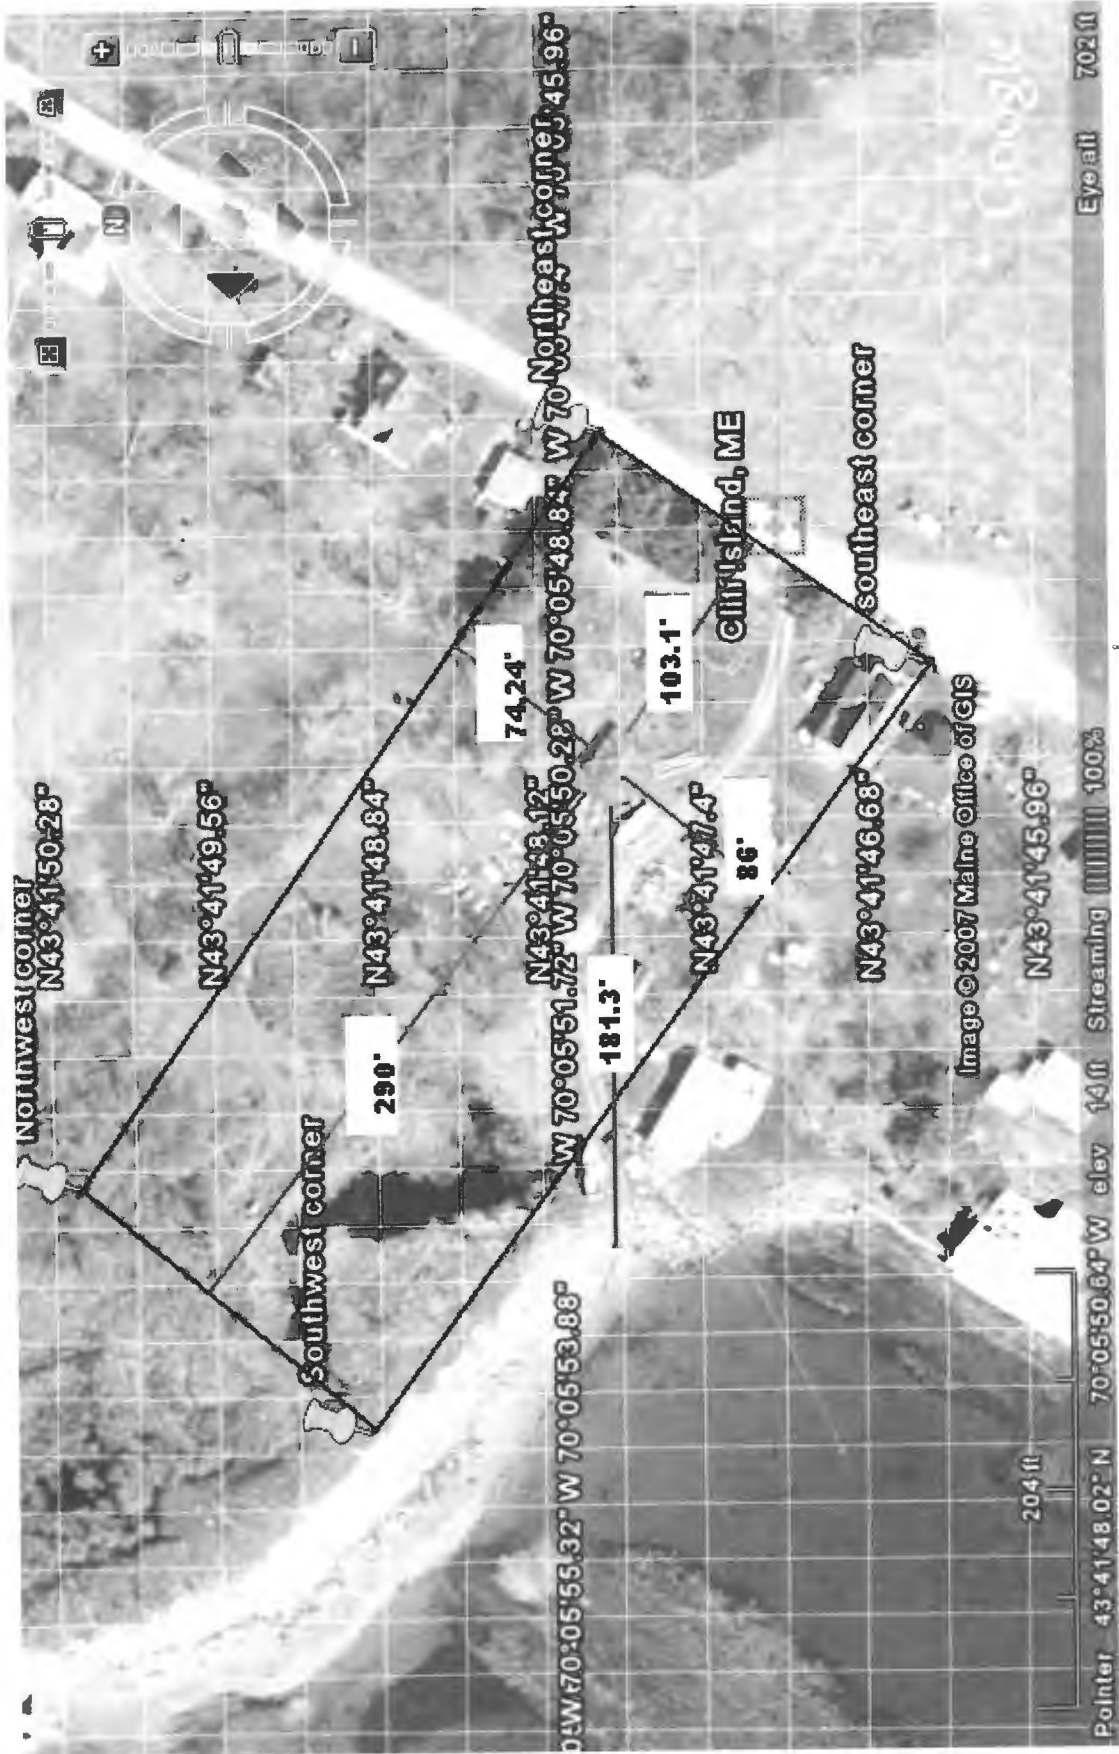 Northwest corner
N43°41'50.28"
N43°41'49.56"
N43°41'48.84"
290'
Southwest corner
74.24'
Northeast corner
N43°41'48.12"
W 70°05'55.32" W 70°05'53.88"
W 70°05'51.72" W 70°05'50.28" W 70°05'48.84" W 70°05'47.4" W 70°05'45.96"
181.3'
103.1'
Cliff Island, ME
N43°41'47.4"
86'
southeast corner
N43°41'46.68"
Image © 2007 Maine Office of GIS
Google
N43°41'45.96"
204 ft
Pointer 43°41'48.02" N 70°05'50.64" W elev 14 ft Streaming 100% Eye alt 702 ft